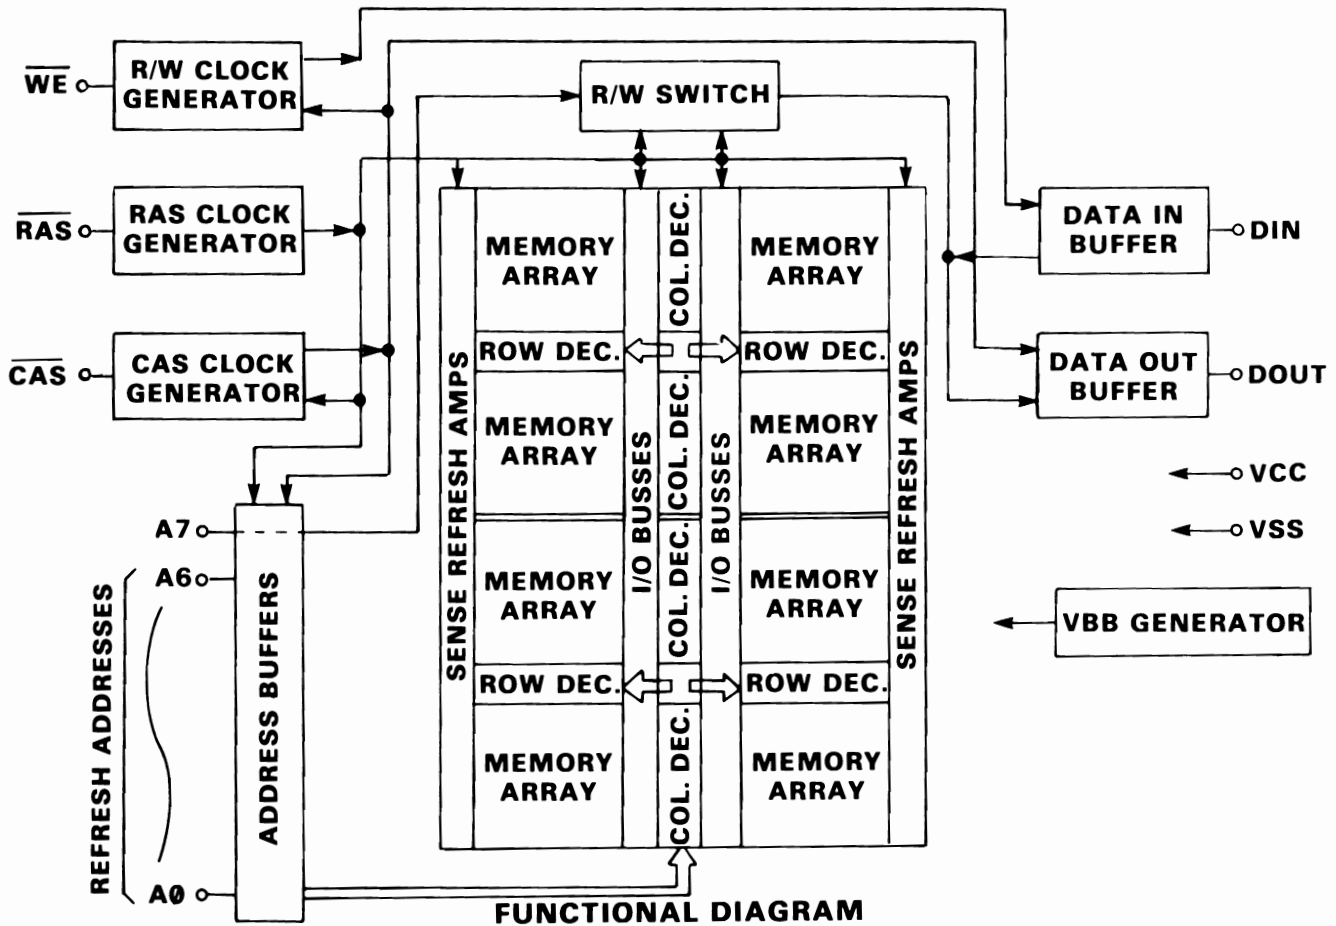 WE
R/W CLOCK
GENERATOR
R/W SWITCH
RAS
RAS CLOCK
GENERATOR
DATA IN
BUFFER
DIN
CAS
CAS CLOCK
GENERATOR
DATA OUT
BUFFER
DOUT
SENSE REFRESH AMPS
MEMORY
ARRAY
ROW DEC.
MEMORY
ARRAY
MEMORY
ARRAY
ROW DEC.
MEMORY
ARRAY
I/O BUSSES
COL. DEC.
COL. DEC.
COL. DEC.
COL. DEC.
I/O BUSSES
MEMORY
ARRAY
ROW DEC.
MEMORY
ARRAY
MEMORY
ARRAY
ROW DEC.
MEMORY
ARRAY
SENSE REFRESH AMPS
VCC
VSS
VBB GENERATOR
A7
A6
A0
REFRESH ADDRESSES
ADDRESS BUFFERS
FUNCTIONAL DIAGRAM